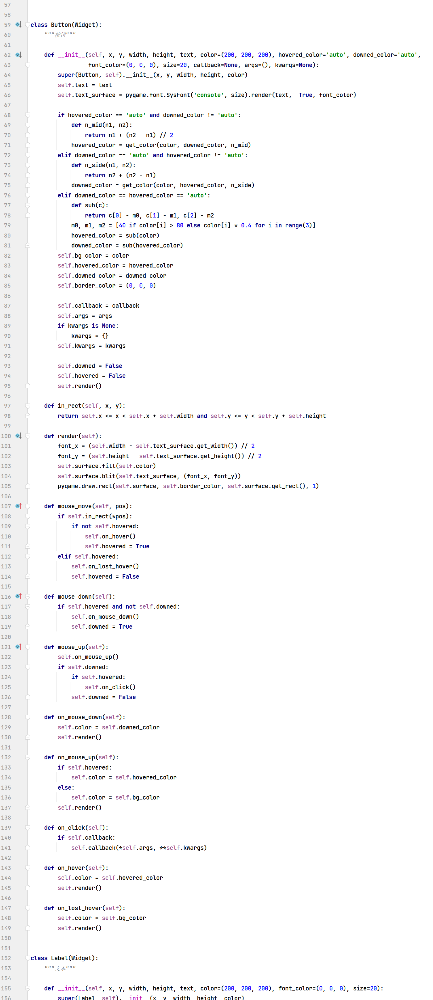 57
58
59 class Button(Widget):
60     """按钮"""
61
62     def __init__(self, x, y, width, height, text, color=(200, 200, 200), hovered_color='auto', downed_color='auto',
63                  font_color=(0, 0, 0), size=20, callback=None, args=(), kwargs=None):
64         super(Button, self).__init__(x, y, width, height, color)
65         self.text = text
66         self.text_surface = pygame.font.SysFont('console', size).render(text,  True, font_color)
67
68         if hovered_color == 'auto' and downed_color != 'auto':
69             def n_mid(n1, n2):
70                 return n1 + (n2 - n1) // 2
71             hovered_color = get_color(color, downed_color, n_mid)
72         elif downed_color == 'auto' and hovered_color != 'auto':
73             def n_side(n1, n2):
74                 return n2 + (n2 - n1)
75             downed_color = get_color(color, hovered_color, n_side)
76         elif downed_color == hovered_color == 'auto':
77             def sub(c):
78                 return c[0] - m0, c[1] - m1, c[2] - m2
79             m0, m1, m2 = [40 if color[i] > 80 else color[i] * 0.4 for i in range(3)]
80             hovered_color = sub(color)
81             downed_color = sub(hovered_color)
82         self.bg_color = color
83         self.hovered_color = hovered_color
84         self.downed_color = downed_color
85         self.border_color = (0, 0, 0)
86
87         self.callback = callback
88         self.args = args
89         if kwargs is None:
90             kwargs = {}
91         self.kwargs = kwargs
92
93         self.downed = False
94         self.hovered = False
95         self.render()
96
97     def in_rect(self, x, y):
98         return self.x <= x < self.x + self.width and self.y <= y < self.y + self.height
99
100     def render(self):
101         font_x = (self.width - self.text_surface.get_width()) // 2
102         font_y = (self.height - self.text_surface.get_height()) // 2
103         self.surface.fill(self.color)
104         self.surface.blit(self.text_surface, (font_x, font_y))
105         pygame.draw.rect(self.surface, self.border_color, self.surface.get_rect(), 1)
106
107     def mouse_move(self, pos):
108         if self.in_rect(*pos):
109             if not self.hovered:
110                 self.on_hover()
111                 self.hovered = True
112         elif self.hovered:
113             self.on_lost_hover()
114             self.hovered = False
115
116     def mouse_down(self):
117         if self.hovered and not self.downed:
118             self.on_mouse_down()
119             self.downed = True
120
121     def mouse_up(self):
122         self.on_mouse_up()
123         if self.downed:
124             if self.hovered:
125                 self.on_click()
126             self.downed = False
127
128     def on_mouse_down(self):
129         self.color = self.downed_color
130         self.render()
131
132     def on_mouse_up(self):
133         if self.hovered:
134             self.color = self.hovered_color
135         else:
136             self.color = self.bg_color
137         self.render()
138
139     def on_click(self):
140         if self.callback:
141             self.callback(*self.args, **self.kwargs)
142
143     def on_hover(self):
144         self.color = self.hovered_color
145         self.render()
146
147     def on_lost_hover(self):
148         self.color = self.bg_color
149         self.render()
150
151
152 class Label(Widget):
153     """文本"""
154
155     def __init__(self, x, y, width, height, text, color=(200, 200, 200), font_color=(0, 0, 0), size=20):
156         super(Label, self).__init__(x, y, width, height, color)